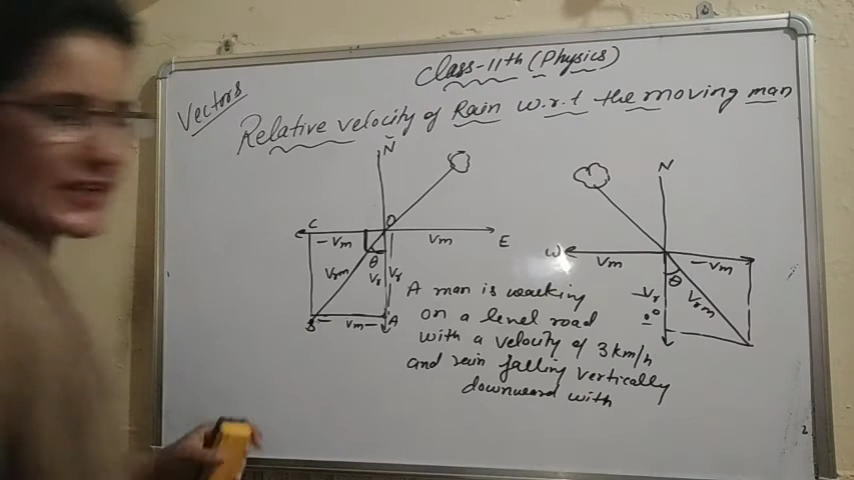 Class-11th (Physics)
Vectors
Relative velocity of Rain w.r.t the moving man
N
O
C
-Vm
Vm
E
θ
Vrm
Vr
Vr
B
Vm
A
N
W
Vm
-Vm
θ
Vr
Vrm
A man is walking
on a level road
with a velocity of 3 km/h
and rain falling vertically
downward with